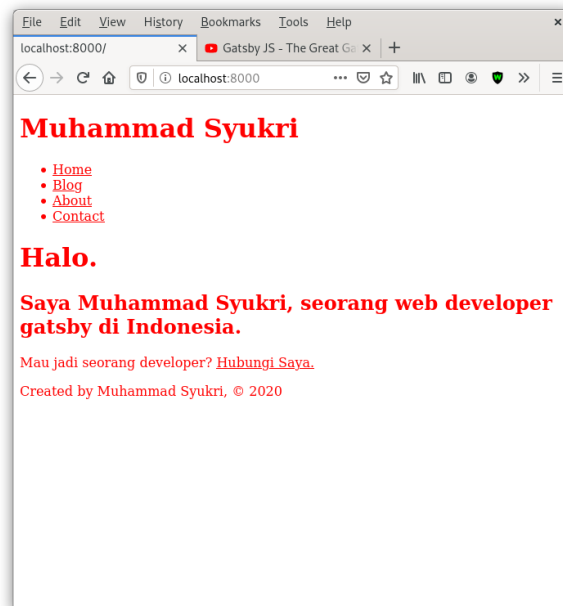 File Edit View History Bookmarks Tools Help
localhost:8000/ Gatsby JS - The Great Ga
localhost:8000
Muhammad Syukri
Home
Blog
About
Contact
Halo.
Saya Muhammad Syukri, seorang web developer
gatsby di Indonesia.
Mau jadi seorang developer? Hubungi Saya.
Created by Muhammad Syukri, © 2020